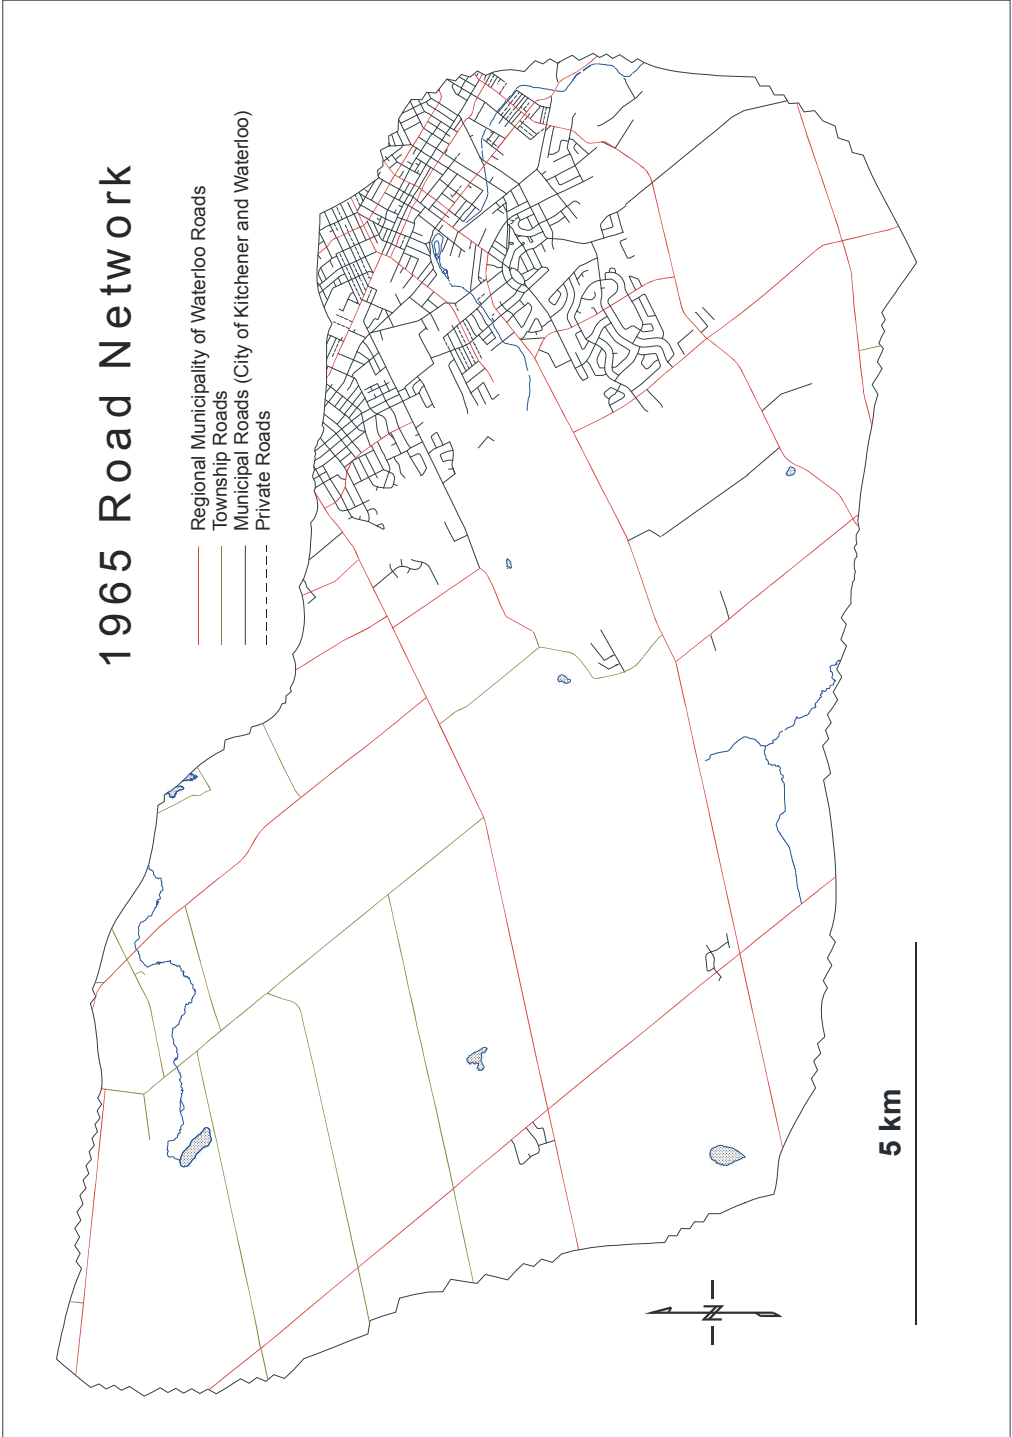 1965 Road Network
Regional Municipality of Waterloo Roads
Township Roads
Municipal Roads (City of Kitchener and Waterloo)
Private Roads
N
5 km